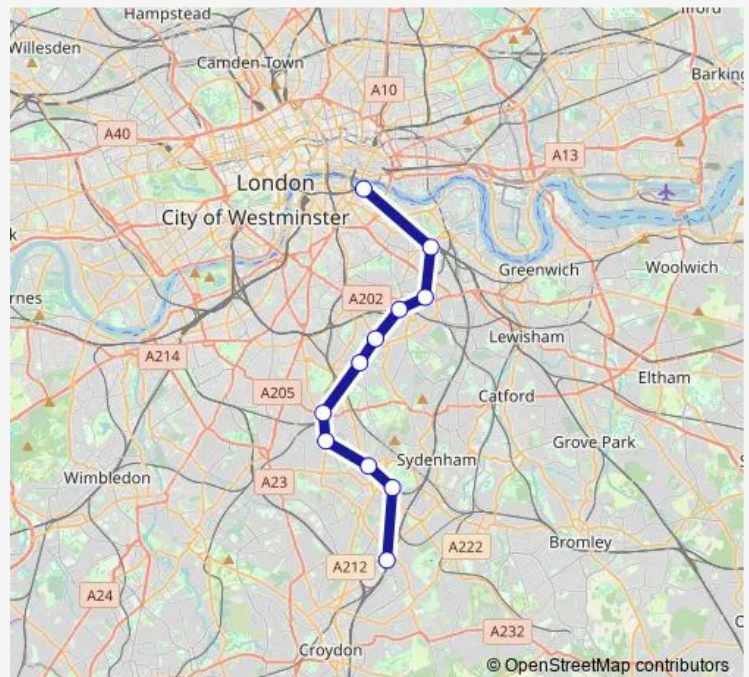 Hampstead
Ilford
Willesden
Camden Town
A10
Barking
A40
A13
London
City of Westminster
Greenwich
Woolwich
rnes
A202
Lewisham
A214
Eltham
A205
Catford
Grove Park
Wimbledon
A23
Sydenham
A222
Bromley
A212
A24
A232
Croydon
© OpenStreetMap contributors